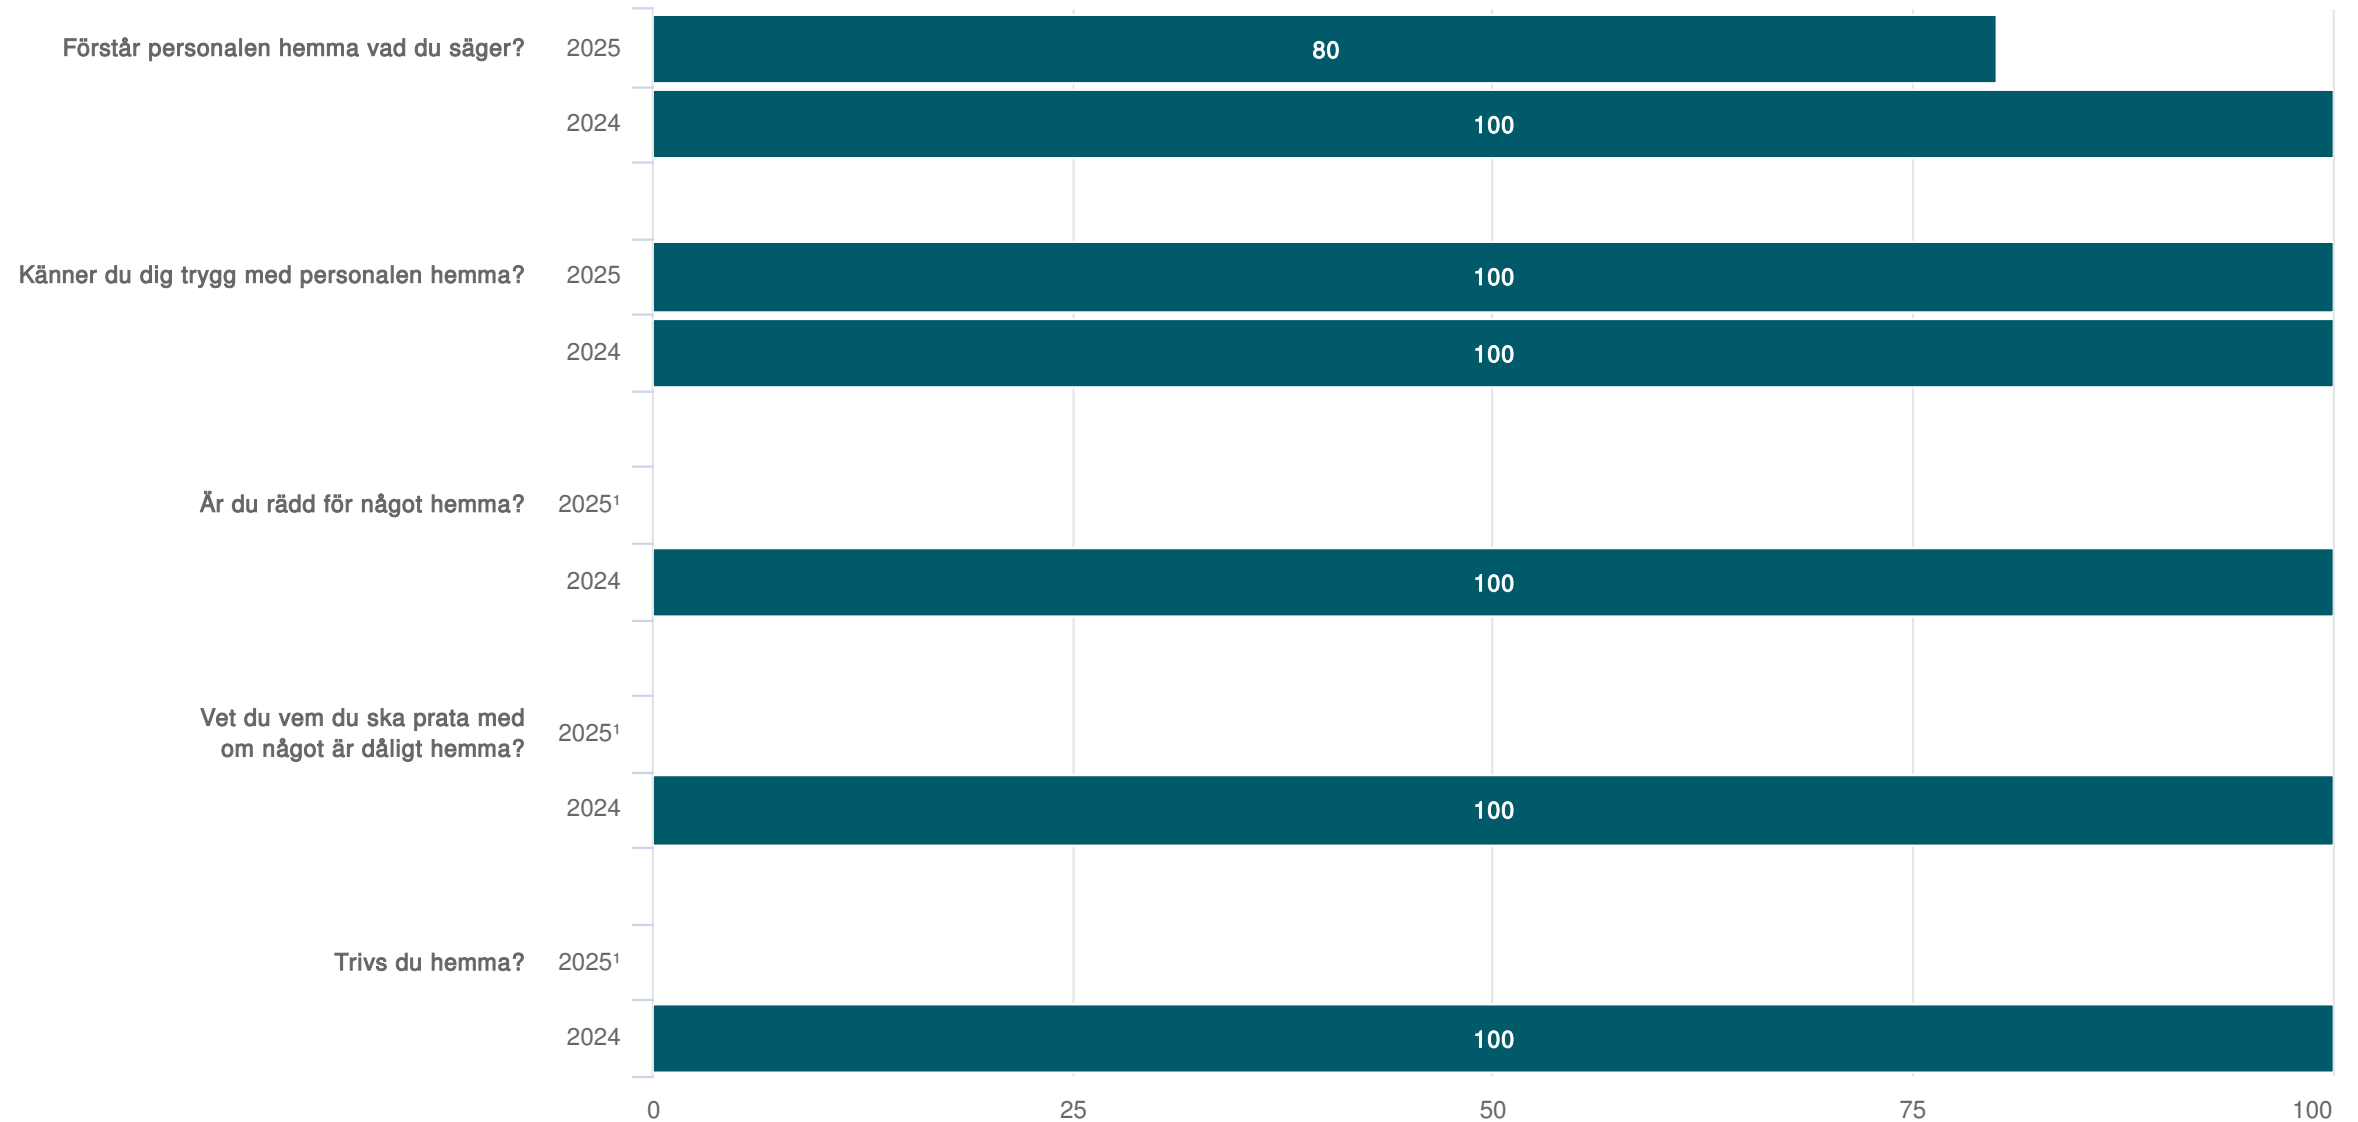 Förstår personalen hemma vad du säger? 2025 80
2024 100
Känner du dig trygg med personalen hemma? 2025 100
2024 100
Är du rädd för något hemma? 2025¹
2024 100
Vet du vem du ska prata med
om något är dåligt hemma? 2025¹
2024 100
Trivs du hemma? 2025¹
2024 100
0 25 50 75 100